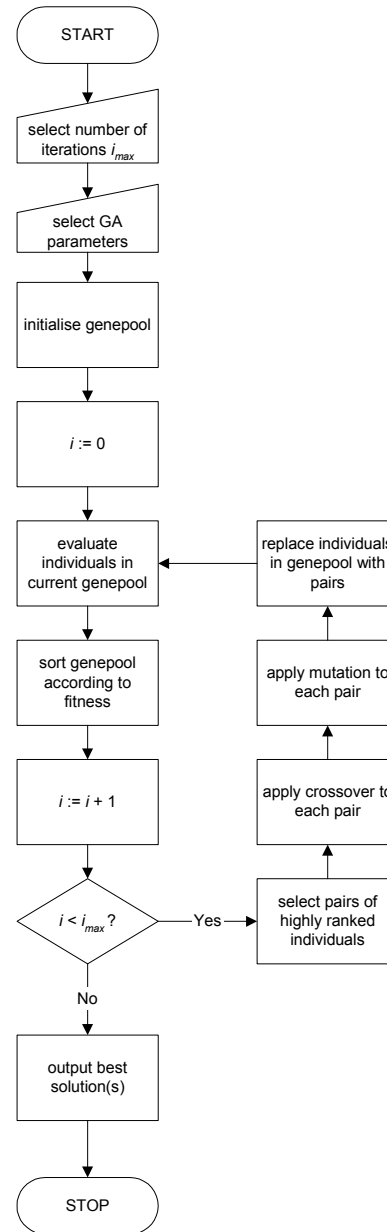 START
select number of
iterations i_max
select GA
parameters
initialise genepool
i := 0
evaluate
individuals in
current genepool
sort genepool
according to
fitness
i := i + 1
i < i_max?
Yes
select pairs of
highly ranked
individuals
apply crossover to
each pair
apply mutation to
each pair
replace individuals
in genepool with
pairs
No
output best
solution(s)
STOP